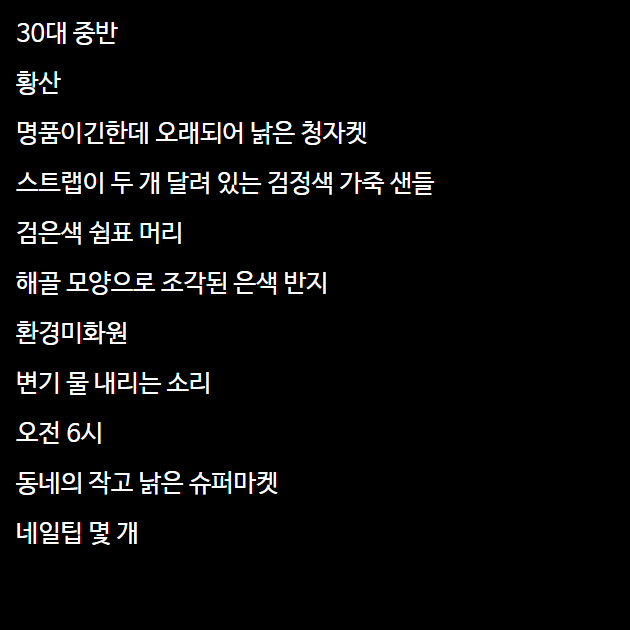 30대 중반
황산
명품이긴한데 오래되어 낡은 청자켓
스트랩이 두 개 달려 있는 검정색 가죽 샌들
검은색 쉼표 머리
해골 모양으로 조각된 은색 반지
환경미화원
변기 물 내리는 소리
오전 6시
동네의 작고 낡은 슈퍼마켓
네일팁 몇 개